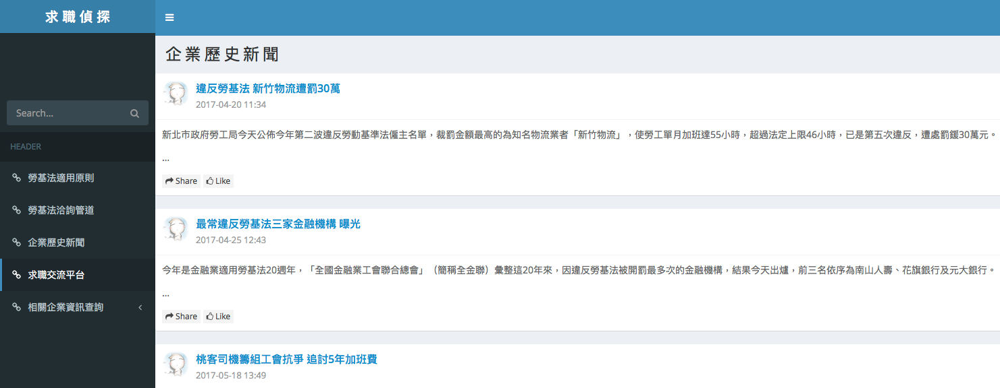 求職偵探
企業歷史新聞
Search...
HEADER
勞基法適用原則
勞基法洽詢管道
企業歷史新聞
求職交流平台
相關企業資訊查詢
違反勞基法 新竹物流遭罰30萬
2017-04-20 11:34
新北市政府勞工局今天公佈今年第二波違反勞動基準法僱主名單，裁罰金額最高的為知名物流業者「新竹物流」，使勞工單月加班達55小時，超過法定上限46小時，已是第五次違反，遭處罰鍰30萬元。
...
Share Like
最常違反勞基法三家金融機構 曝光
2017-04-25 12:43
今年是金融業適用勞基法20週年，「全國金融業工會聯合總會」（簡稱全金聯）彙整這20年來，因違反勞基法被開罰最多次的金融機構，結果今天出爐，前三名依序為南山人壽、花旗銀行及元大銀行。
...
Share Like
桃客司機籌組工會抗爭 追討5年加班費
2017-05-18 13:49